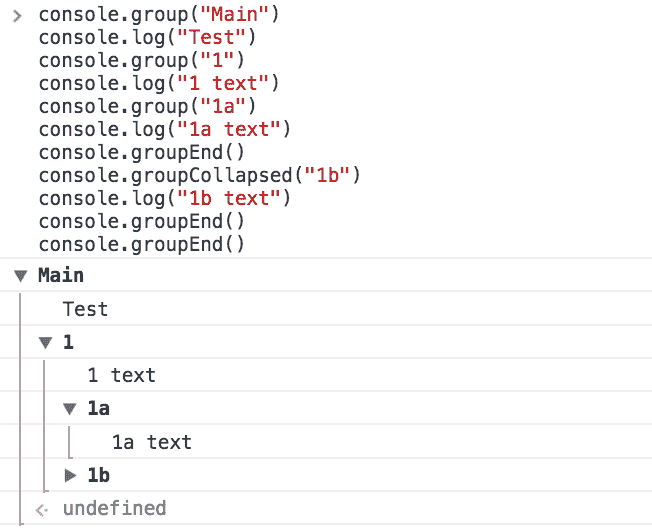 console.group("Main")
console.log("Test")
console.group("1")
console.log("1 text")
console.group("1a")
console.log("1a text")
console.groupEnd()
console.groupCollapsed("1b")
console.log("1b text")
console.groupEnd()
console.groupEnd()
Main
Test
1
1 text
1a
1a text
1b
undefined